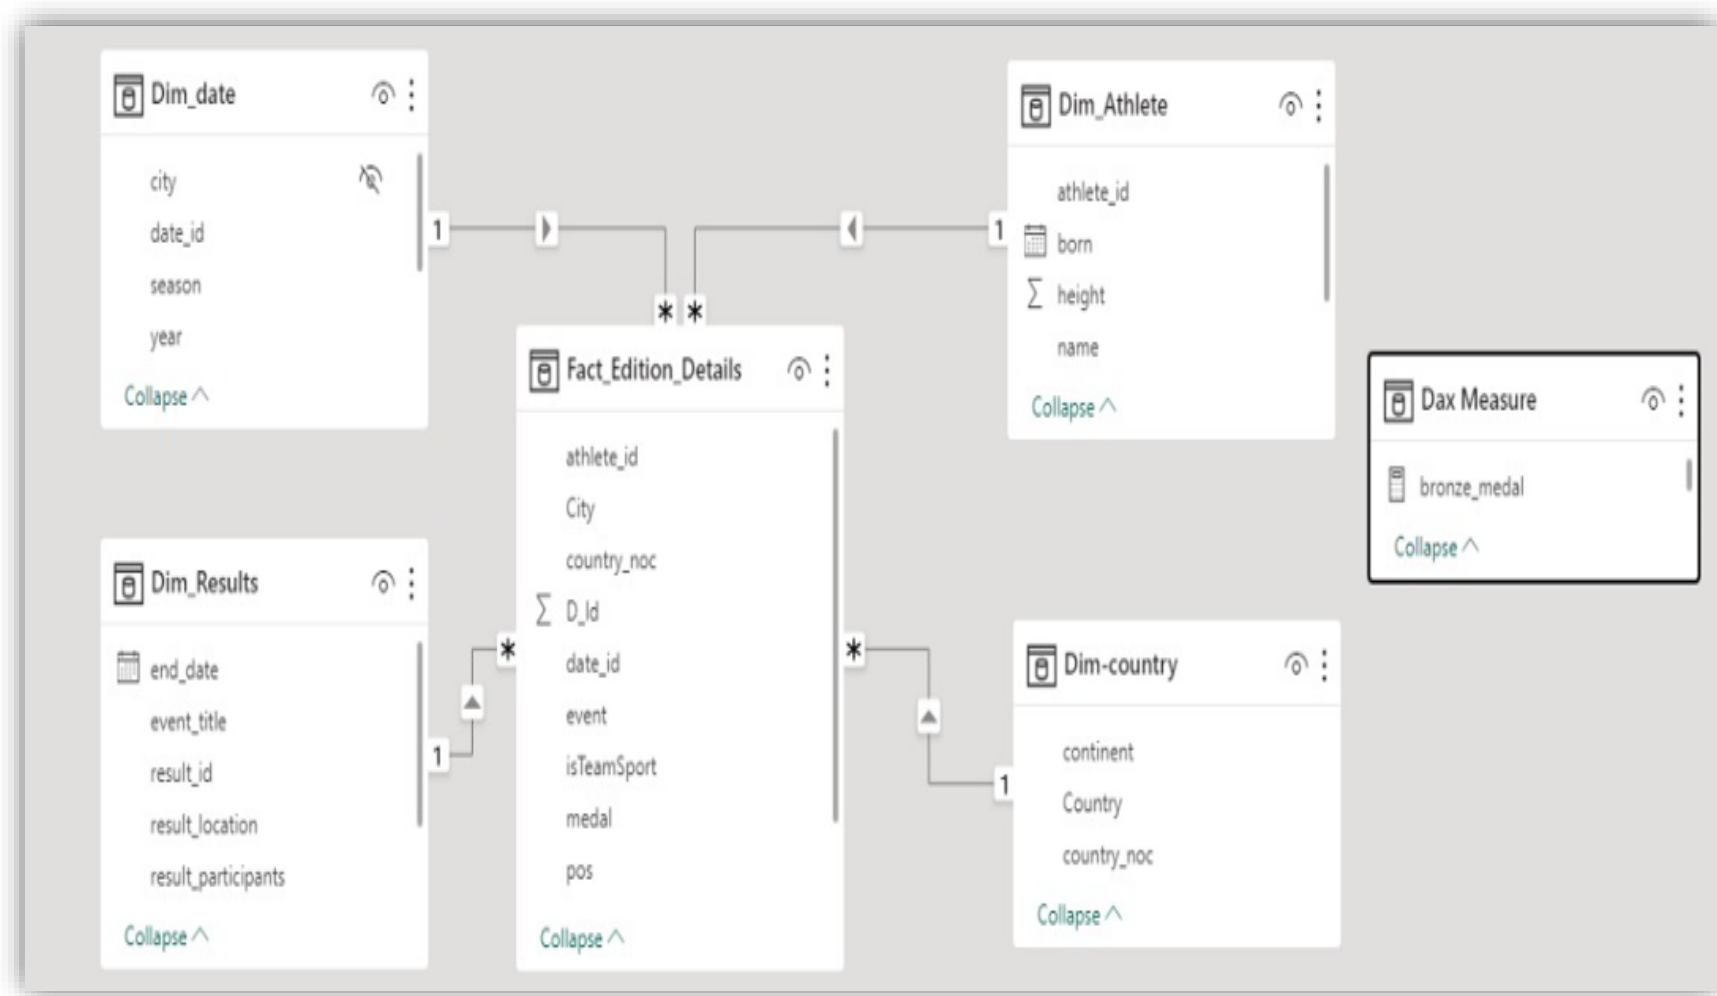 Dim_date
city
date_id
season
year
Collapse
1
*
Dim_Athlete
athlete_id
born
height
name
Collapse
1
*
Fact_Edition_Details
athlete_id
City
country_noc
Σ D_Id
date_id
event
isTeamSport
medal
pos
Collapse
Dax Measure
bronze_medal
Collapse
Dim_Results
end_date
event_title
result_id
result_location
result_participants
Collapse
1
*
Dim-country
continent
Country
country_noc
Collapse
1
*